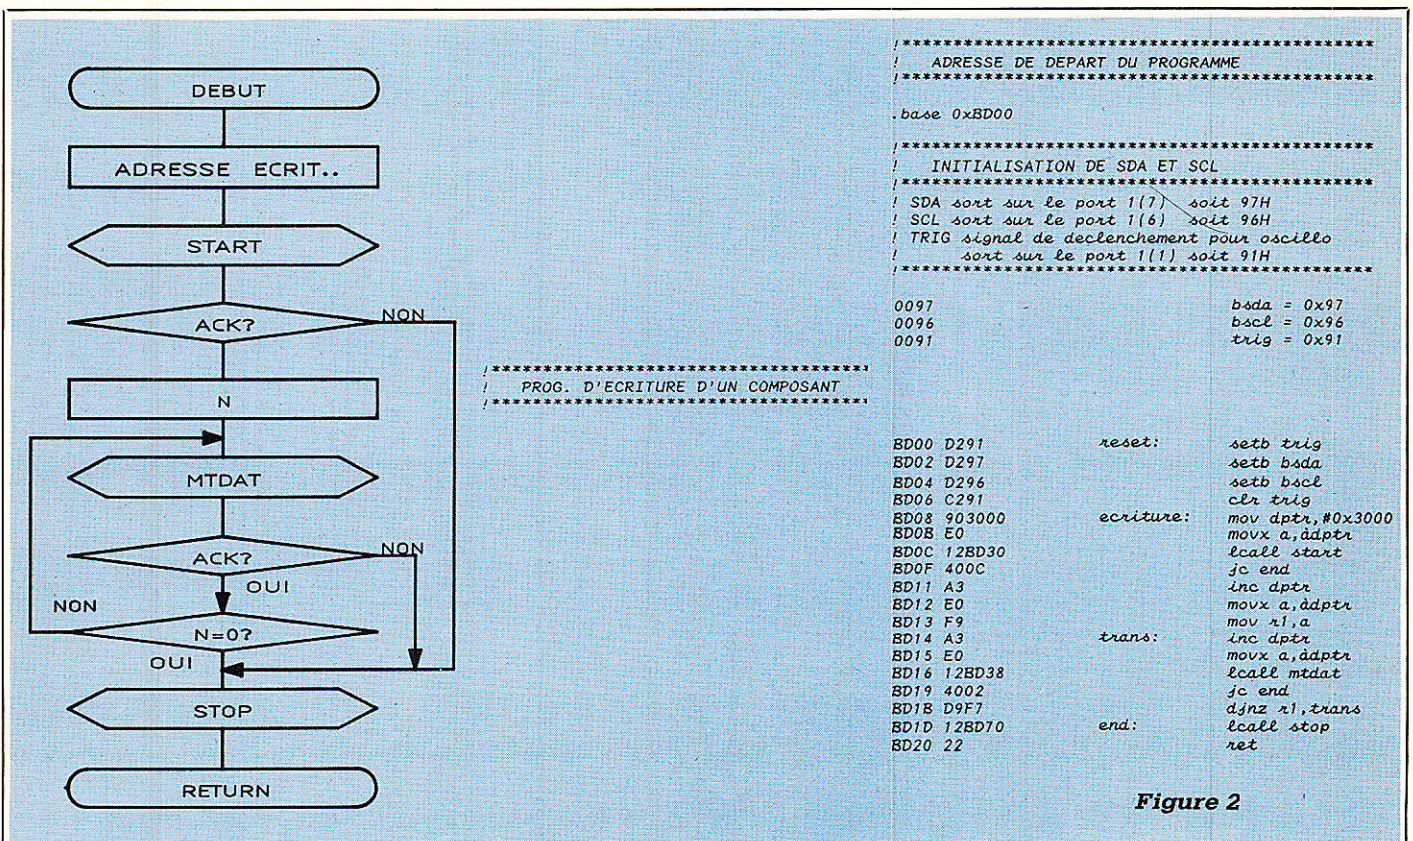 DEBUT
ADRESSE ECRIT..
START
ACK?
NON
N
MTDAT
ACK?
NON
OUI
NON
N=0?
OUI
STOP
RETURN
!**********************************
! PROG. D'ECRITURE D'UN COMPOSANT
!**********************************
!******************************************
! ADRESSE DE DEPART DU PROGRAMME
!******************************************
.base 0xBD00
!******************************************
! INITIALISATION DE SDA ET SCL
!******************************************
! SDA sort sur le port 1(7) soit 97H
! SCL sort sur le port 1(6) soit 96H
! TRIG signal de declenchement pour oscillo
! sort sur le port 1(1) soit 91H
!******************************************
0097 bsda = 0x97
0096 bscl = 0x96
0091 trig = 0x91
BD00 D291 reset: setb trig
BD02 D297 setb bsda
BD04 D296 setb bscl
BD06 C291 clr trig
BD08 903000 ecriture: mov dptr,#0x3000
BD0B E0 movx a,àdptr
BD0C 12BD30 lcall start
BD0F 400C jc end
BD11 A3 inc dptr
BD12 E0 movx a,àdptr
BD13 F9 mov r1,a
BD14 A3 trans: inc dptr
BD15 E0 movx a,àdptr
BD16 12BD38 lcall mtdat
BD19 4002 jc end
BD1B D9F7 djnz r1,trans
BD1D 12BD70 end: lcall stop
BD20 22 ret
Figure 2